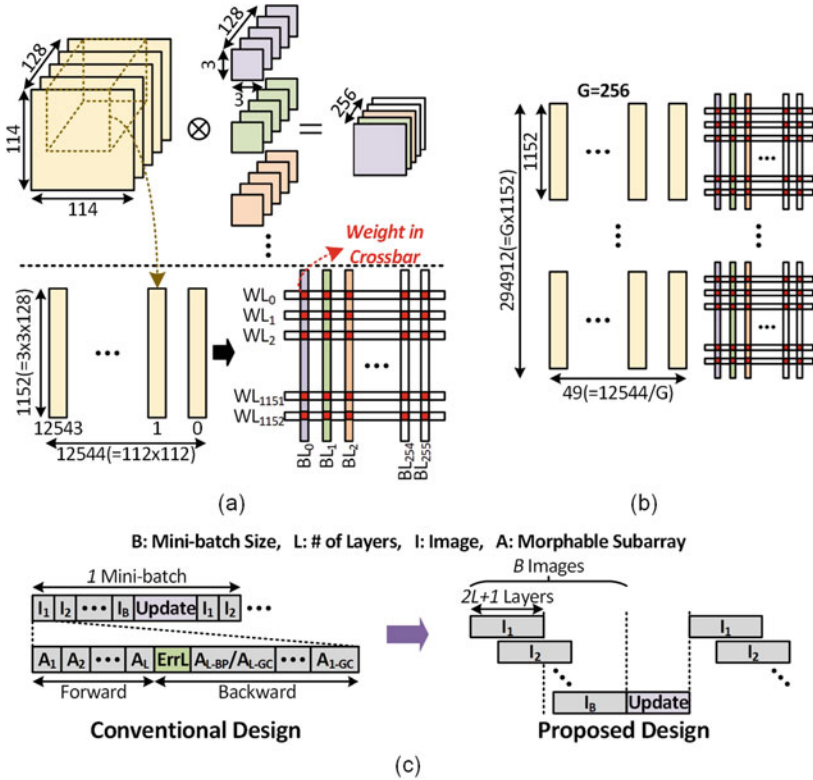 128
114
114
⊗
128
3
3
=
256
Weight in
Crossbar
1152(=3x3x128)
12543
1
0
12544(=112x112)
WL0
WL1
WL2
WL1151
WL1152
BL0
BL1
BL2
BL254
BL255
(a)
G=256
1152
294912(=Gx1152)
49(=12544/G)
(b)
B: Mini-batch Size, L: # of Layers, I: Image, A: Morphable Subarray
1 Mini-batch
I1 I2 ••• IB Update I1 I2 •••
A1 A2 ••• AL ErrL AL-BP/AL-GC ••• A1-GC
Forward
Backward
Conventional Design
B Images
2L+1 Layers
I1
I2
IB Update
I1
I2
Proposed Design
(c)